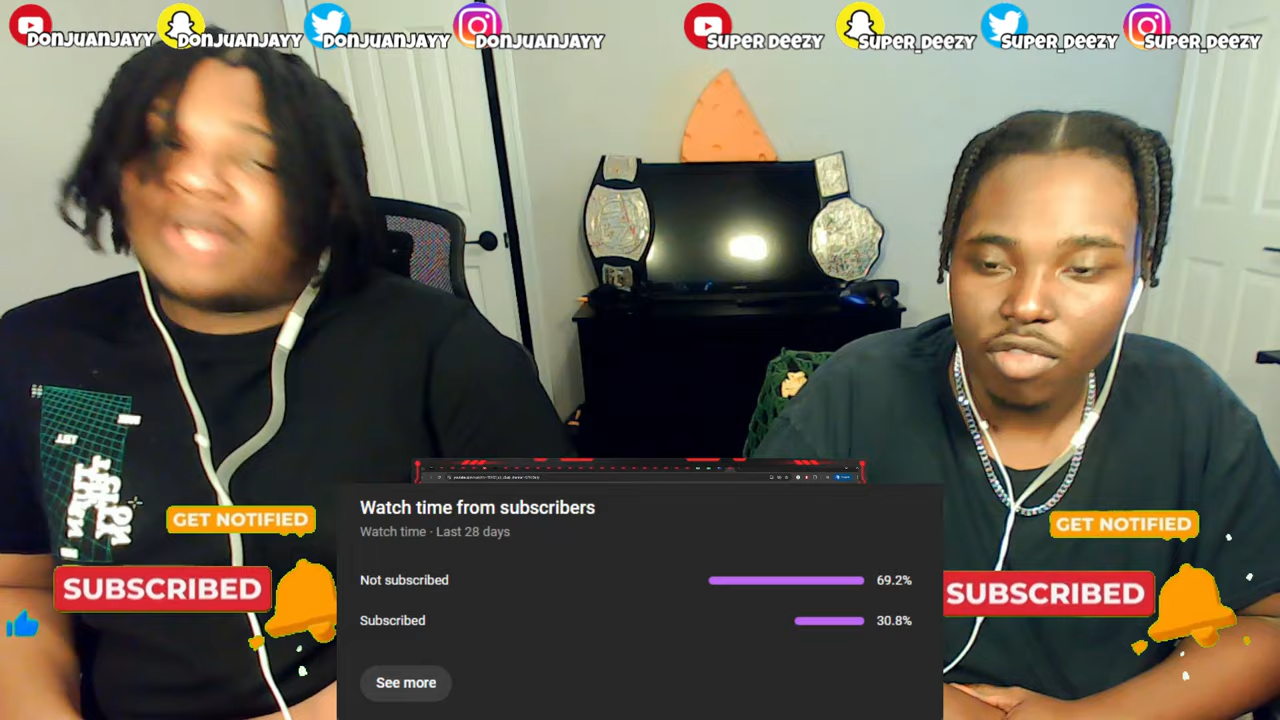 DONJUANJAYY DONJUANJAYY DONJUANJAYY DONJUANJAYY SUPER DEEZY SUPER_DEEZY SUPER_DEEZY SUPER_DEEZY
Watch time from subscribers
Watch time · Last 28 days
Not subscribed 69.2%
Subscribed 30.8%
See more
GET NOTIFIED
SUBSCRIBED
GET NOTIFIED
SUBSCRIBED